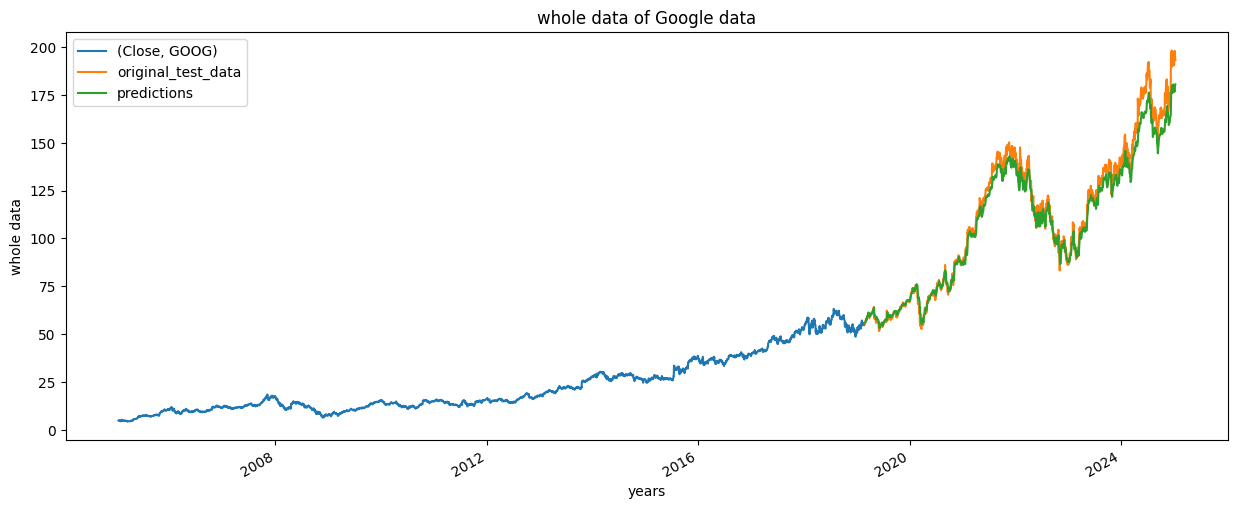 whole data of Google data
(Close, GOOG)
original_test_data
predictions
200
175
150
125
100
75
50
25
0
whole data
2008
2012
2016
2020
2024
years